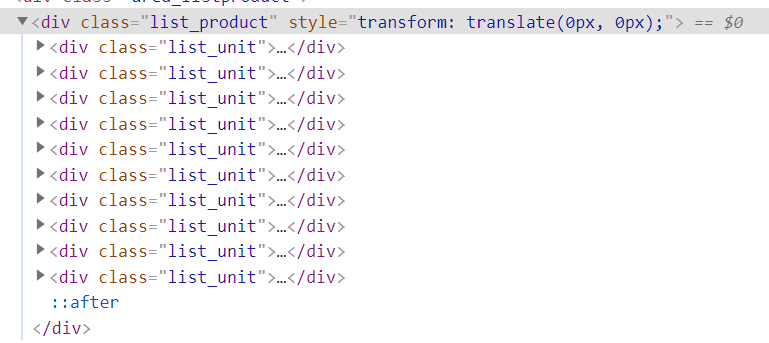 ▼<div class="list_product" style="transform: translate(0px, 0px);"> == $0
▶<div class="list_unit">…</div>
▶<div class="list_unit">…</div>
▶<div class="list_unit">…</div>
▶<div class="list_unit">…</div>
▶<div class="list_unit">…</div>
▶<div class="list_unit">…</div>
▶<div class="list_unit">…</div>
▶<div class="list_unit">…</div>
▶<div class="list_unit">…</div>
▶<div class="list_unit">…</div>
::after
</div>